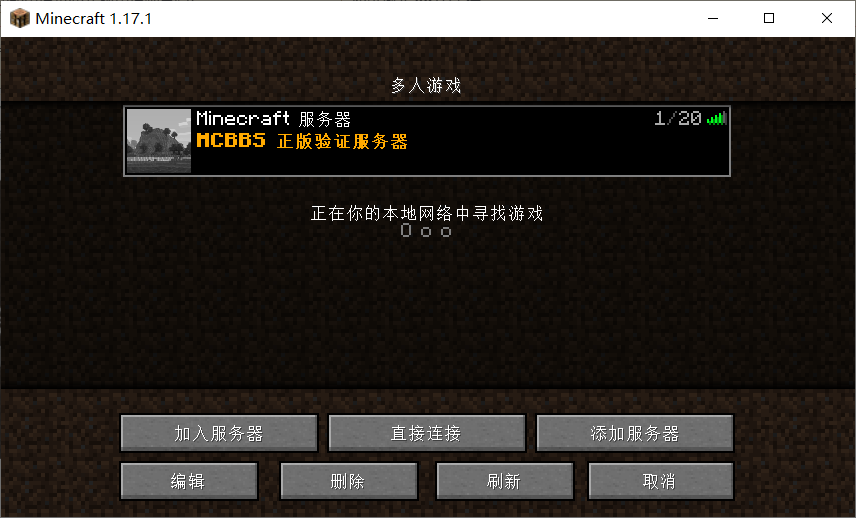 Minecraft 1.17.1
多人游戏
Minecraft 服务器 1/20
MCBBS 正版验证服务器
正在你的本地网络中寻找游戏
O o o
加入服务器 直接连接 添加服务器
编辑 删除 刷新 取消